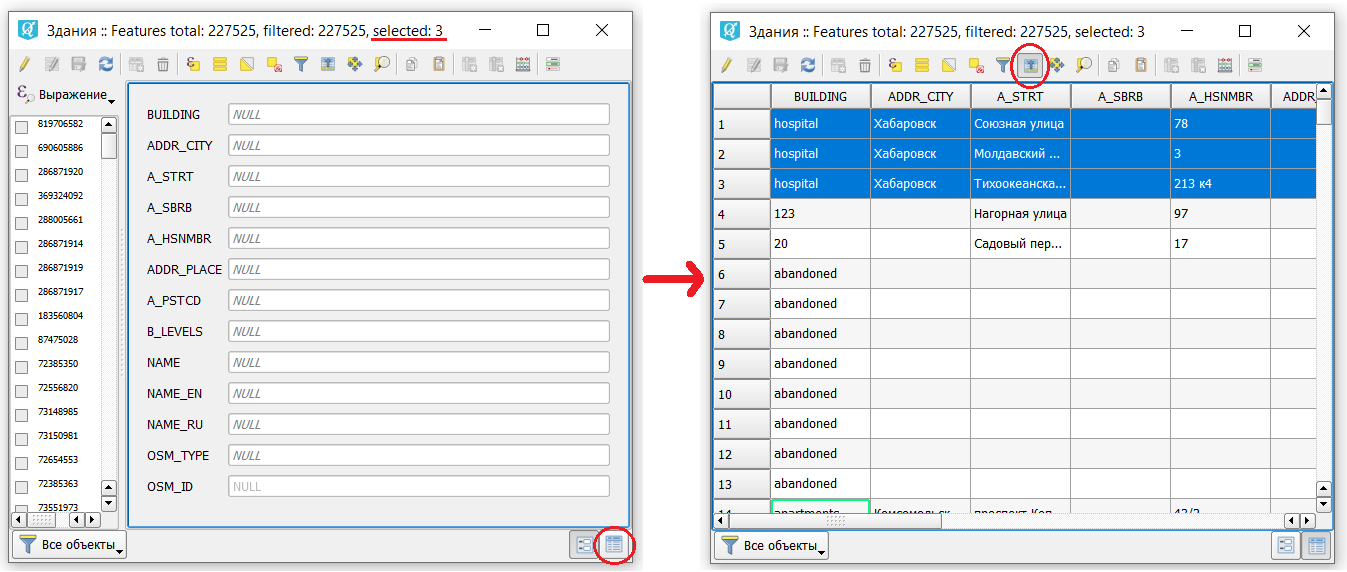 Здания :: Features total: 227525, filtered: 227525, selected: 3
Выражение
819706582
690605886
286871920
369324092
288005661
286871914
286871919
286871917
183560804
87475028
72385350
72556820
73148985
73150981
72654553
72385363
73551973
BUILDING NULL
ADDR_CITY NULL
A_STRT NULL
A_SBRB NULL
A_HSNMBR NULL
ADDR_PLACE NULL
A_PSTCD NULL
B_LEVELS NULL
NAME NULL
NAME_EN NULL
NAME_RU NULL
OSM_TYPE NULL
OSM_ID NULL
Все объекты
Здания :: Features total: 227525, filtered: 227525, selected: 3
BUILDING ADDR_CITY A_STRT A_SBRB A_HSNMBR ADDR
1 hospital Хабаровск Союзная улица 78
2 hospital Хабаровск Молдавский ... 3
3 hospital Хабаровск Тихоокеанска... 213 к4
4 123 Нагорная улица 97
5 20 Садовый пер... 17
6 abandoned
7 abandoned
8 abandoned
9 abandoned
10 abandoned
11 abandoned
12 abandoned
13 abandoned
14 apartments Комсомольск... проспект Коп... 43/2
Все объекты